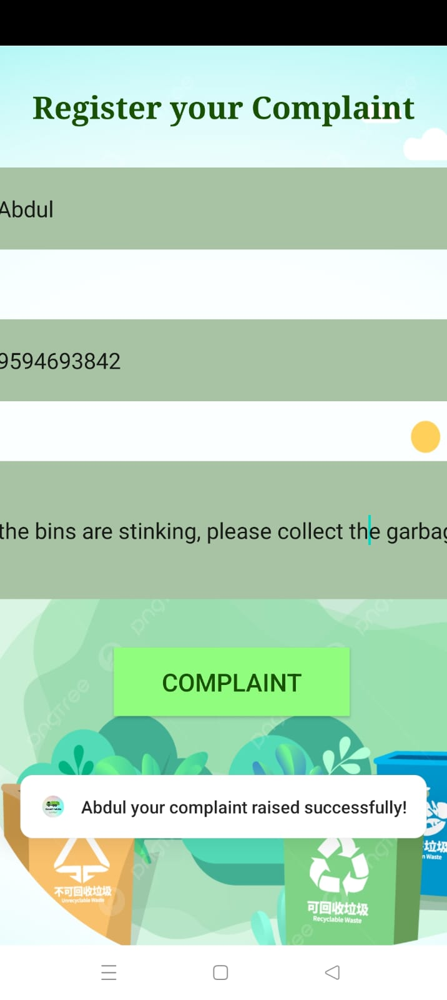 Register your Complaint
Abdul
9594693842
the bins are stinking, please collect the garbag
COMPLAINT
Abdul your complaint raised successfully!
垃圾
n Waste
不可回收垃圾
Unrecyclable Waste
可回收垃圾
Recyclable Waste
pngtree